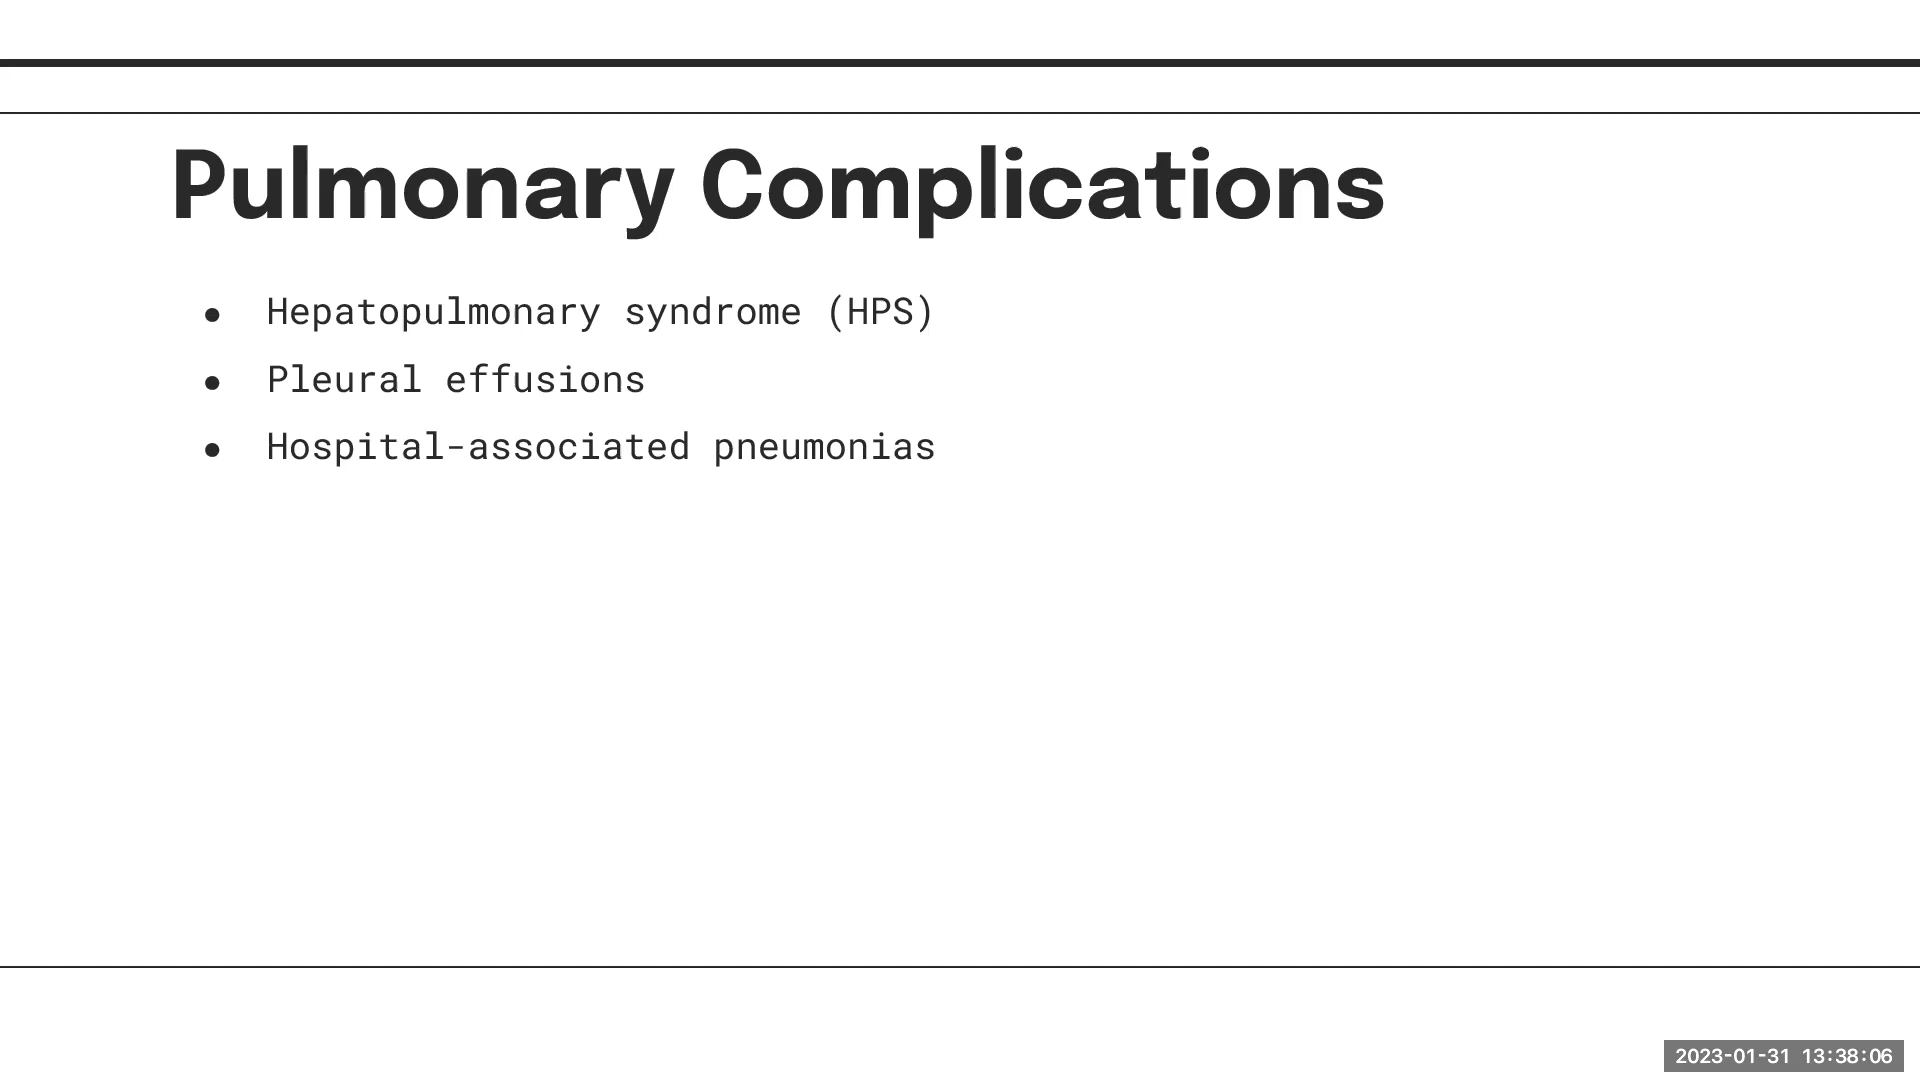 Pulmonary Complications
● Hepatopulmonary syndrome (HPS)
● Pleural effusions
● Hospital-associated pneumonias
2023-01-31 13:38:06